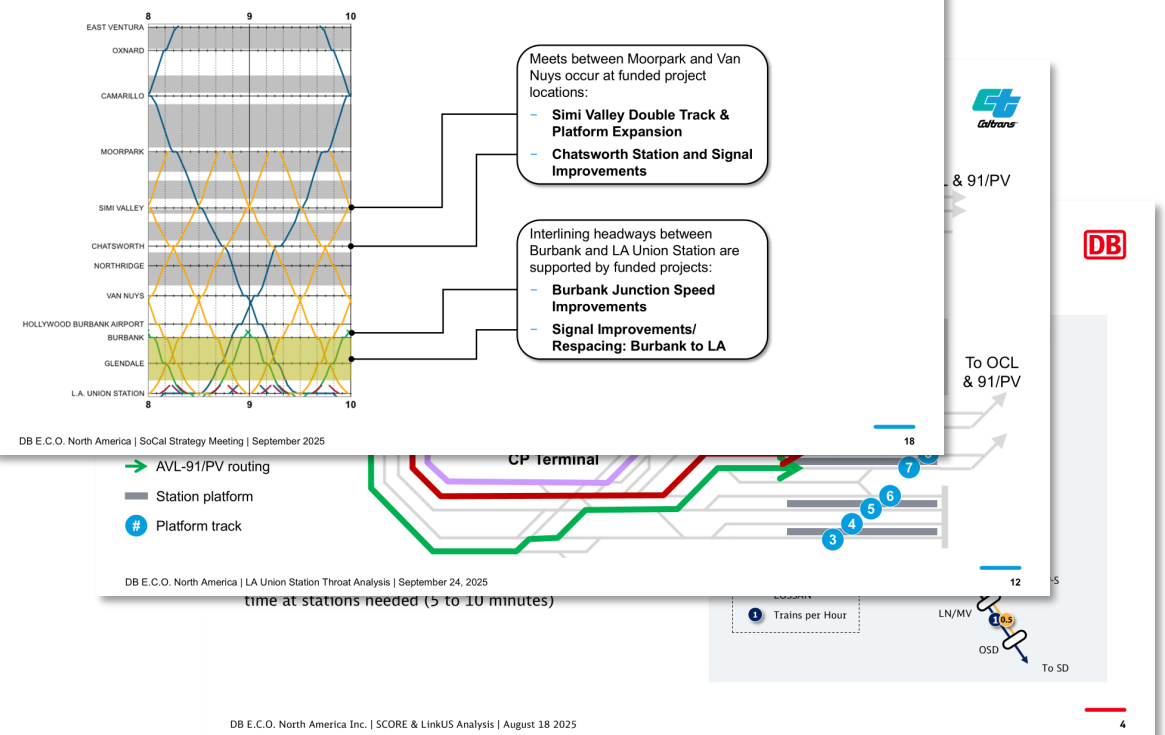 8 9 10
EAST VENTURA
OXNARD
CAMARILLO
MOORPARK
SIMI VALLEY
CHATSWORTH
NORTHRIDGE
VAN NUYS
HOLLYWOOD BURBANK AIRPORT
BURBANK
GLENDALE
L.A. UNION STATION
8 9 10
Meets between Moorpark and Van
Nuys occur at funded project
locations:
– Simi Valley Double Track &
Platform Expansion
– Chatsworth Station and Signal
Improvements
Interlining headways between
Burbank and LA Union Station are
supported by funded projects:
– Burbank Junction Speed
Improvements
– Signal Improvements/
Respacing: Burbank to LA
DB E.C.O. North America | SoCal Strategy Meeting | September 2025
18
Caltrans
& 91/PV
To OCL
& 91/PV
AVL-91/PV routing
Station platform
# Platform track
CP Terminal
7
6
5
4
3
DB E.C.O. North America | LA Union Station Throat Analysis | September 24, 2025
12
DB
time at stations needed (5 to 10 minutes)
1 Trains per Hour
LN/MV
1 0.5
OSD
To SD
DB E.C.O. North America Inc. | SCORE & LinkUS Analysis | August 18 2025
4